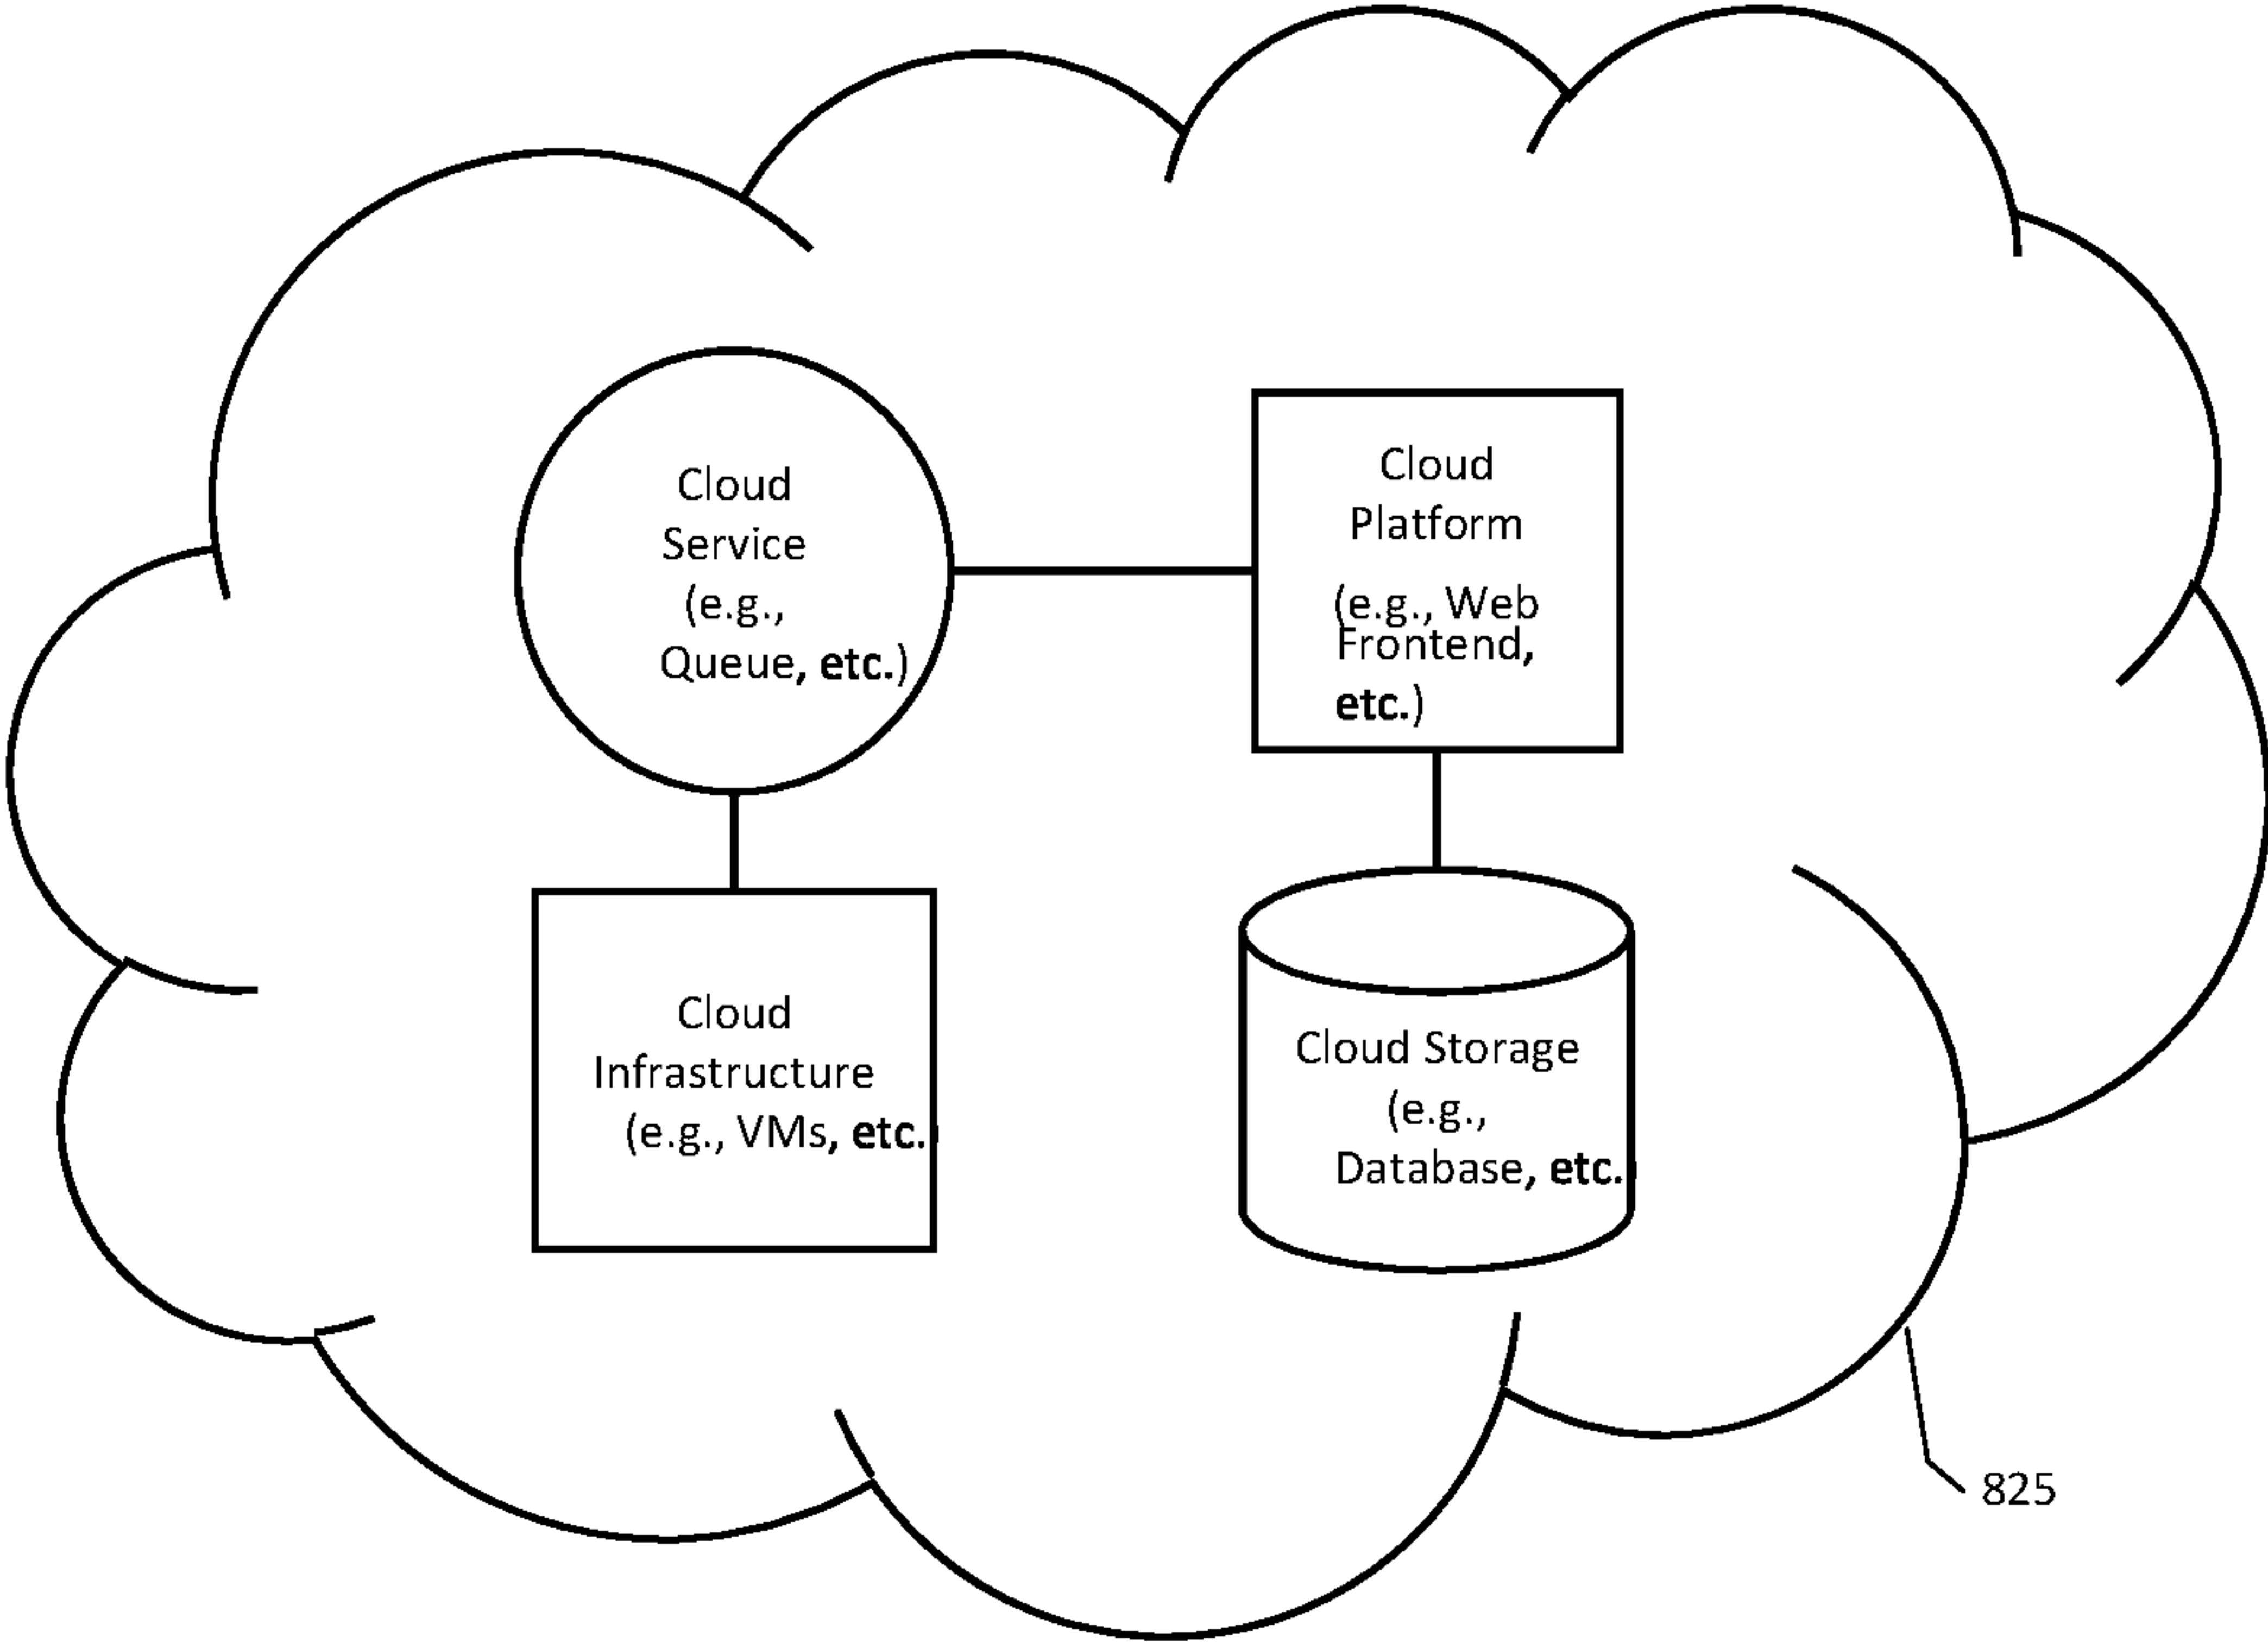 Cloud
Service
(e.g.,
Queue, etc.)
Cloud
Platform
(e.g., Web
Frontend,
etc.)
Cloud
Infrastructure
(e.g., VMs, etc.
Cloud Storage
(e.g.,
Database, etc.
825